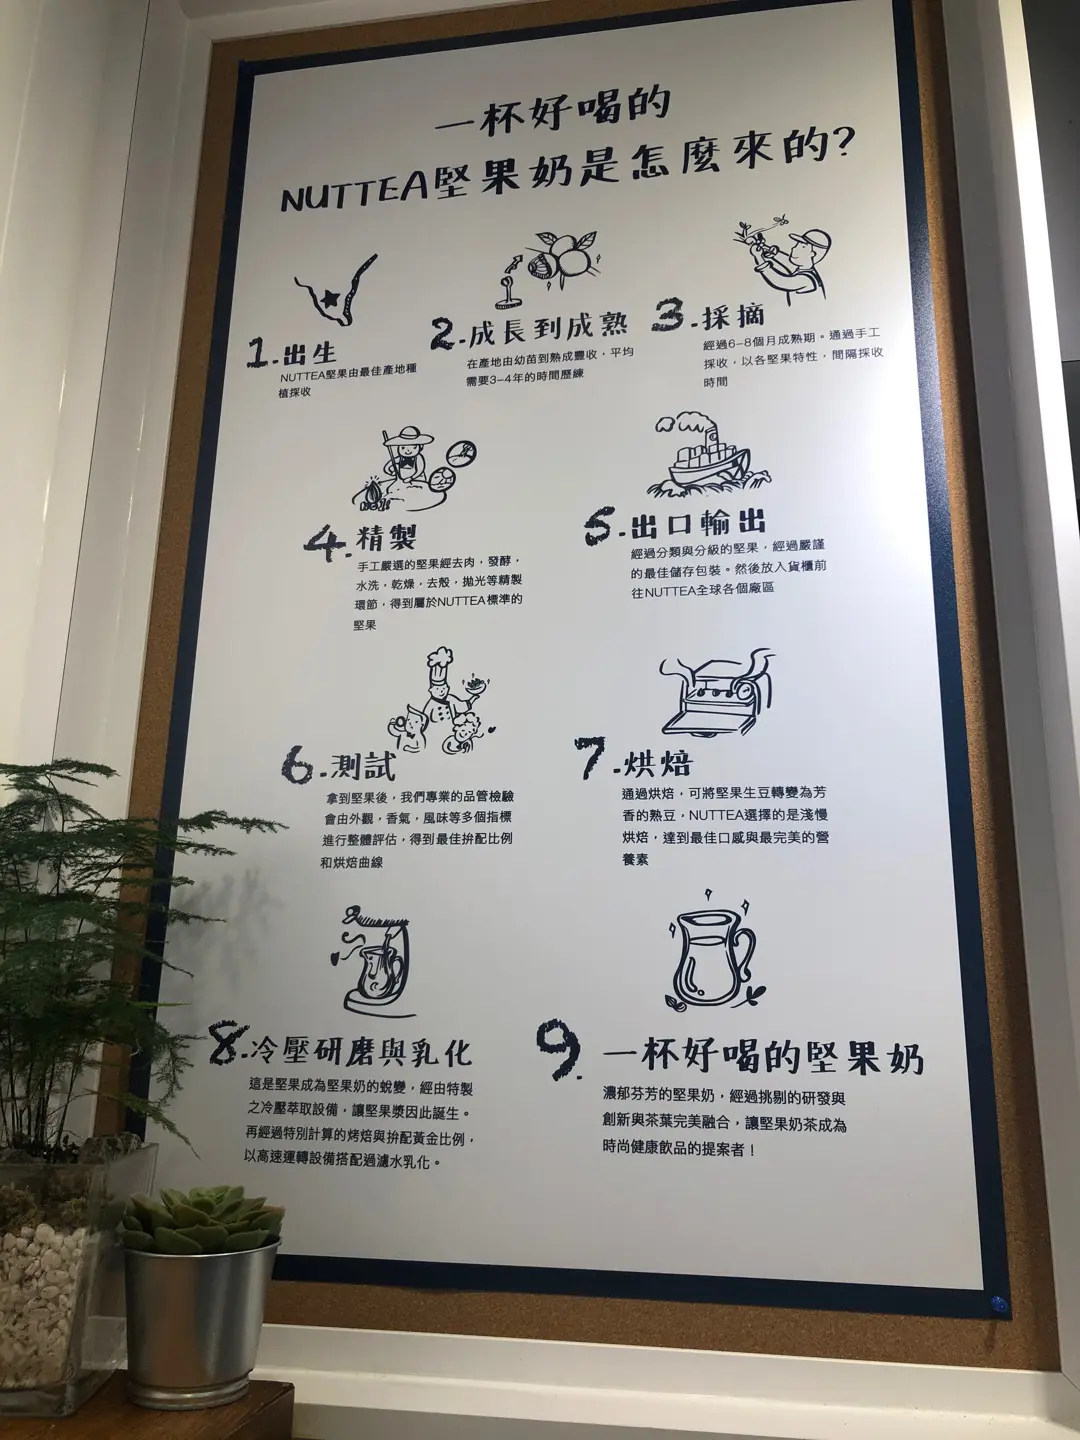 一杯好喝的
NUTTEA堅果奶是怎麼來的?
1.出生
NUTTEA堅果由最佳產地種
植採收
2.成長到成熟
在產地由幼苗到熟成豐收，平均
需要3-4年的時間歷練
3.採摘
經過6-8個月成熟期。通過手工
採收，以各堅果特性，間隔採收
時間
4.精製
手工嚴選的堅果經去肉，發酵，
水洗，乾燥，去殼，拋光等精製
環節，得到屬於NUTTEA標準的
堅果
5.出口輸出
經過分類與分級的堅果，經過嚴謹
的最佳儲存包裝。然後放入貨櫃前
往NUTTEA全球各個廠區
6.測試
拿到堅果後，我們專業的品管檢驗
會由外觀，香氣，風味等多個指標
進行整體評估，得到最佳拚配比例
和烘焙曲線
7.烘焙
通過烘焙，可將堅果生豆轉變為芳
香的熟豆，NUTTEA選擇的是淺慢
烘焙，達到最佳口感與最完美的營
養素
8.冷壓研磨與乳化
這是堅果成為堅果奶的蛻變，經由特製
之冷壓萃取設備，讓堅果漿因此誕生。
再經過特別計算的烤焙與拚配黃金比例，
以高速運轉設備搭配過濾水乳化。
9.一杯好喝的堅果奶
濃郁芬芳的堅果奶，經過挑剔的研發與
創新與茶葉完美融合，讓堅果奶茶成為
時尚健康飲品的提案者！